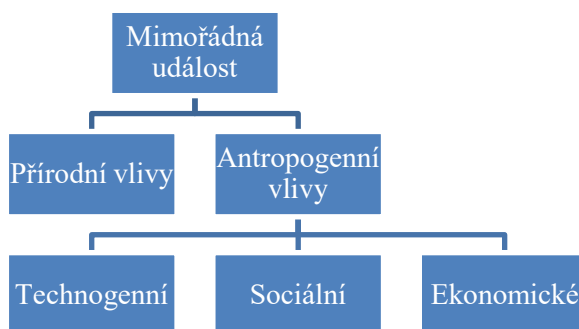 Mimořádná
událost
Přírodní vlivy
Antropogenní
vlivy
Technogenní
Sociální
Ekonomické